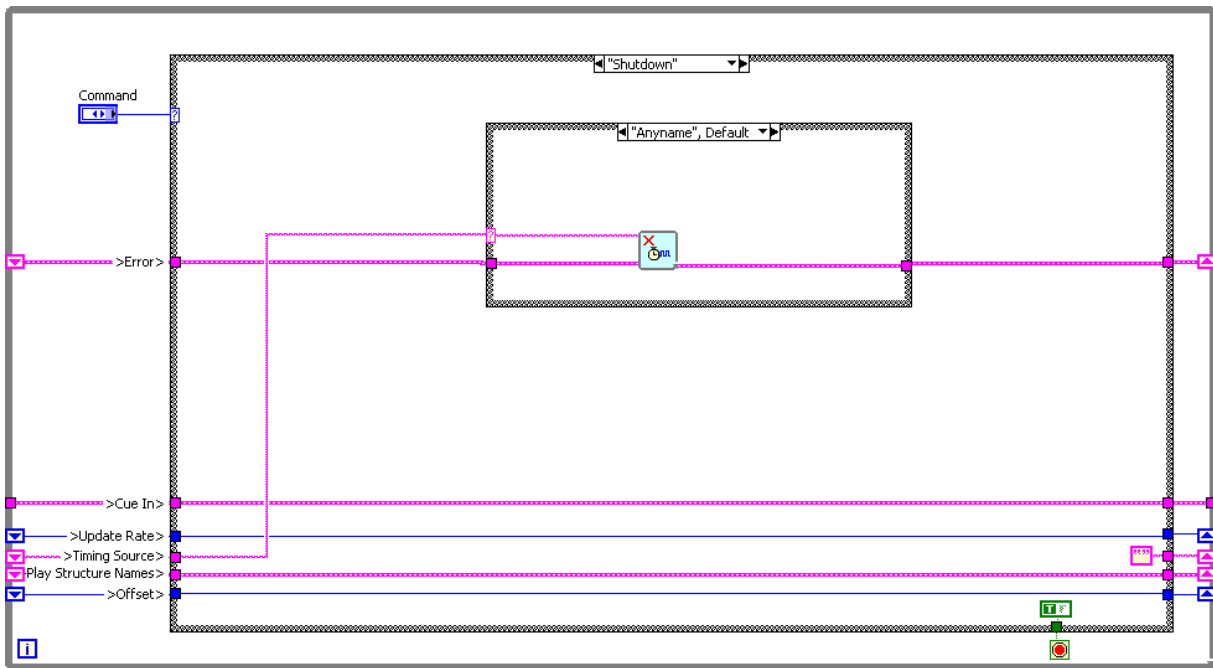 "Shutdown"
Command
?
"Anyname", Default
?
>Error>
>Cue In>
>Update Rate>
>Timing Source>
""
>Play Structure Names>
>Offset>
T F
i